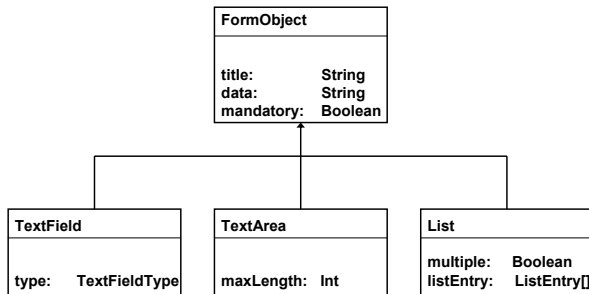 FormObject
title: String
data: String
mandatory: Boolean
TextField
type: TextFieldType
TextArea
maxLength: Int
List
multiple: Boolean
listEntry: ListEntry[]